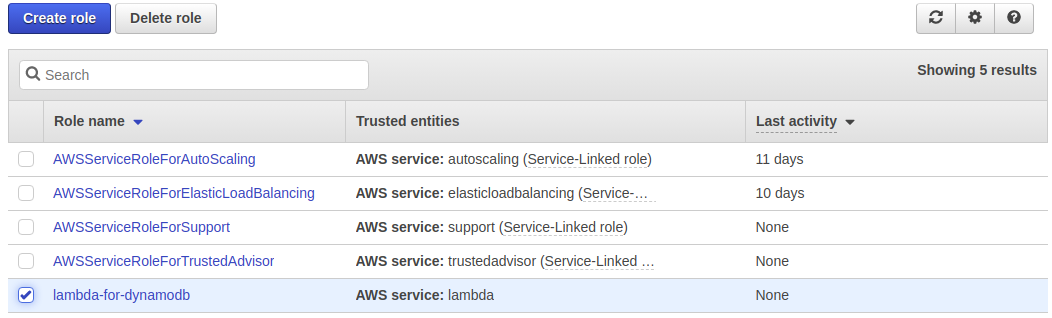 Create role Delete role
Search Showing 5 results
Role name Trusted entities Last activity
AWSServiceRoleForAutoScaling AWS service: autoscaling (Service-Linked role) 11 days
AWSServiceRoleForElasticLoadBalancing AWS service: elasticloadbalancing (Service-… 10 days
AWSServiceRoleForSupport AWS service: support (Service-Linked role) None
AWSServiceRoleForTrustedAdvisor AWS service: trustedadvisor (Service-Linked … None
lambda-for-dynamodb AWS service: lambda None